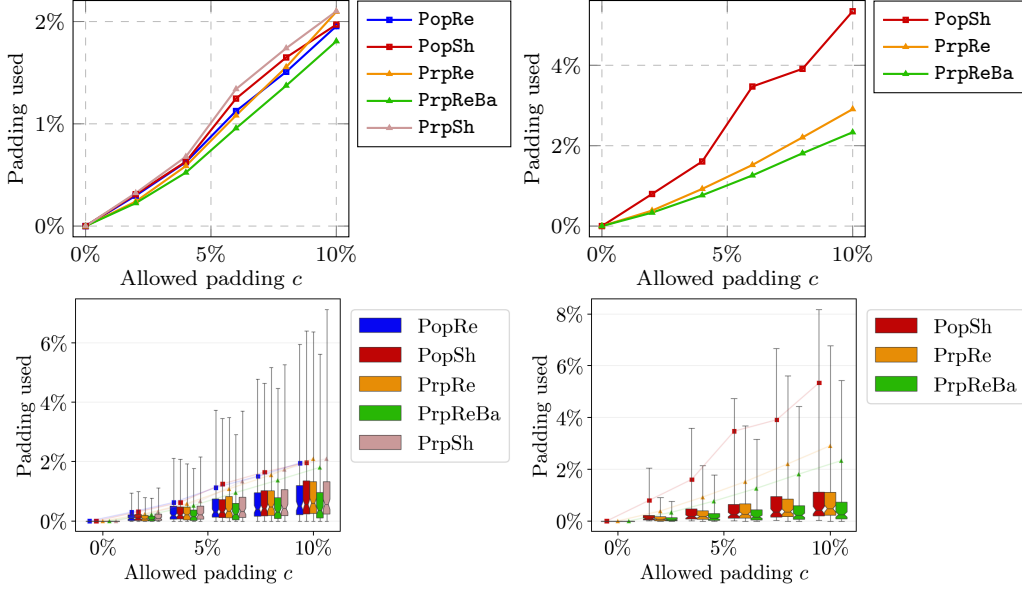 2%
1%
0%
Padding used
0%
5%
10%
Allowed padding c
PopRe
PopSh
PrpRe
PrpReBa
PrpSh
4%
2%
0%
Padding used
0%
5%
10%
Allowed padding c
PopSh
PrpRe
PrpReBa
6%
4%
2%
0%
Padding used
0%
5%
10%
Allowed padding c
PopRe
PopSh
PrpRe
PrpReBa
PrpSh
8%
6%
4%
2%
0%
Padding used
0%
5%
10%
Allowed padding c
PopSh
PrpRe
PrpReBa